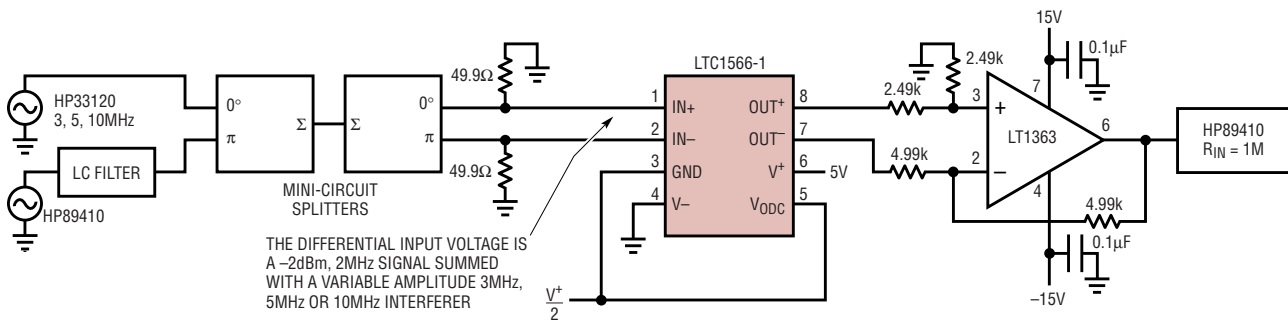 HP33120
3, 5, 10MHz
LC FILTER
HP89410
0°
π
Σ
Σ
0°
π
MINI-CIRCUIT
SPLITTERS
49.9Ω
49.9Ω
THE DIFFERENTIAL INPUT VOLTAGE IS
A –2dBm, 2MHz SIGNAL SUMMED
WITH A VARIABLE AMPLITUDE 3MHz,
5MHz OR 10MHz INTERFERER
LTC1566-1
1 IN+ OUT+ 8
2 IN– OUT– 7
3 GND V+ 6
4 V– VODC 5
5V
V+
2
2.49k
2.49k
4.99k
15V
0.1µF
7
3 +
LT1363
6
2 –
4
4.99k
0.1µF
–15V
HP89410
RIN = 1M